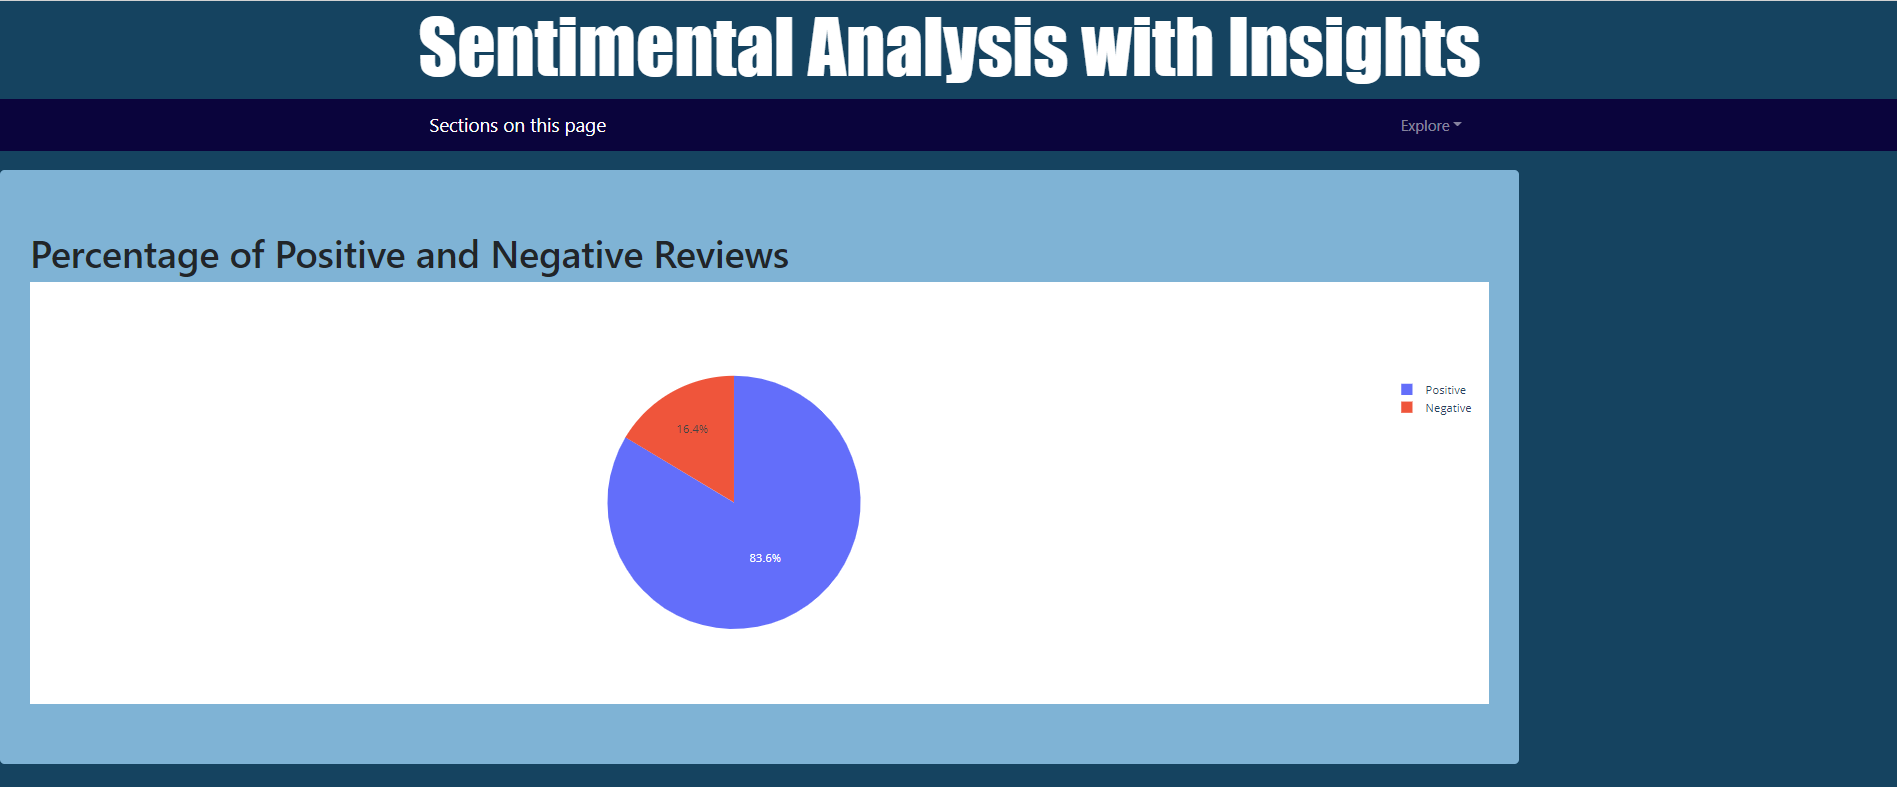 Sentimental Analysis with Insights
Sections on this page
Explore
Percentage of Positive and Negative Reviews
Positive
Negative
16.4%
83.6%